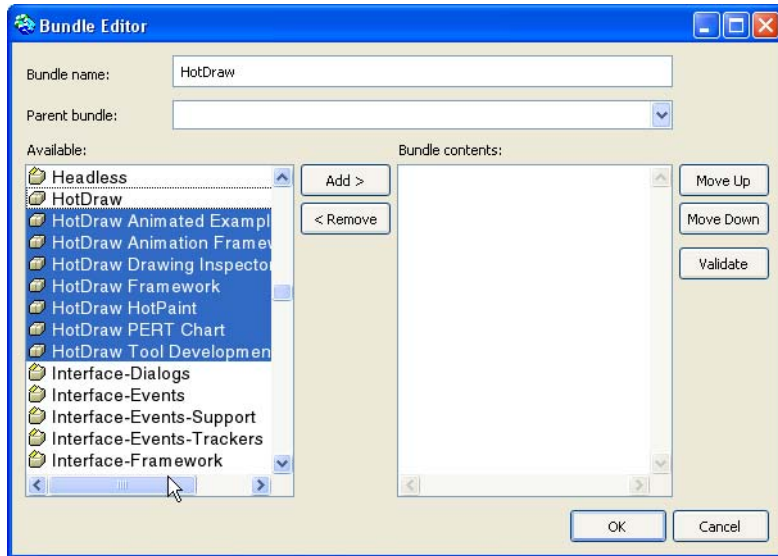 Bundle Editor
Bundle name:
HotDraw
Parent bundle:
Available:
Bundle contents:
Headless
HotDraw
HotDraw Animated Exampl
HotDraw Animation Framew
HotDraw Drawing Inspector
HotDraw Framework
HotDraw HotPaint
HotDraw PERT Chart
HotDraw Tool Developmen
Interface-Dialogs
Interface-Events
Interface-Events-Support
Interface-Events-Trackers
Interface-Framework
Add >
< Remove
Move Up
Move Down
Validate
OK
Cancel